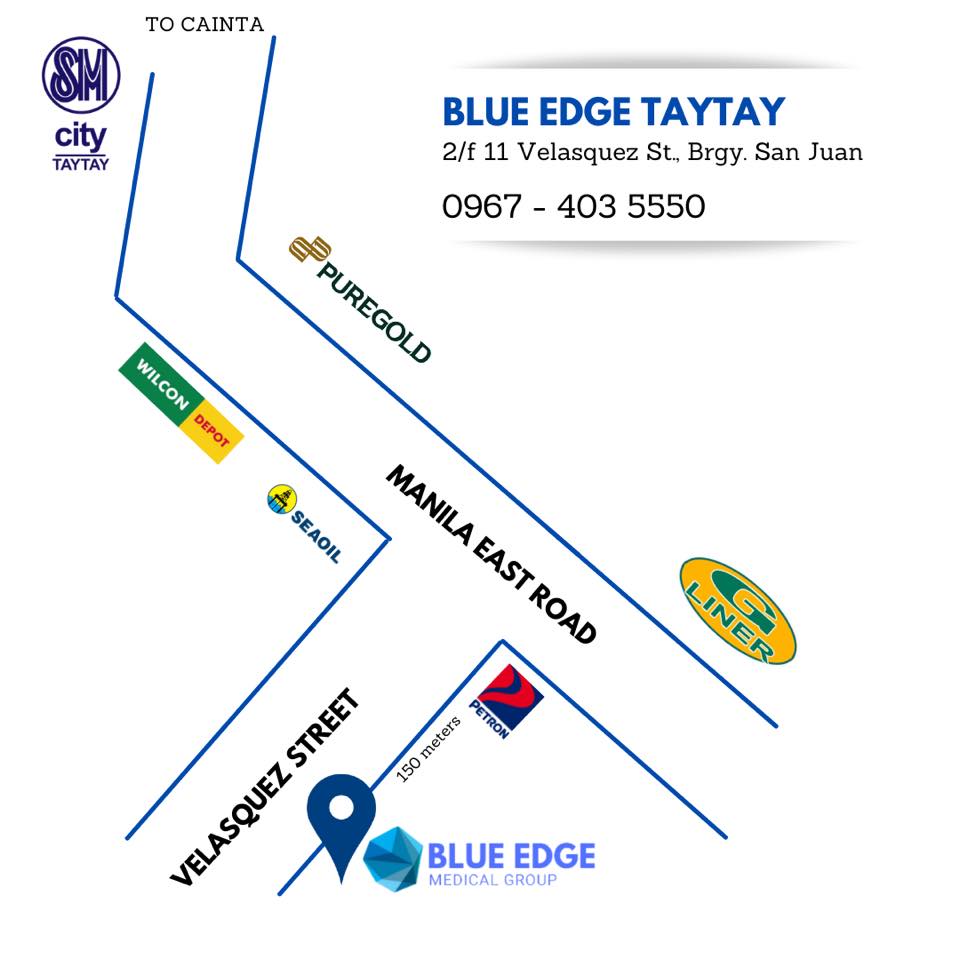 TO CAINTA
SM
city
TAYTAY
BLUE EDGE TAYTAY
2/f 11 Velasquez St., Brgy. San Juan
0967 - 403 5550
PUREGOLD
WILCON
DEPOT
SEAOIL
MANILA EAST ROAD
G
LINER
PETRON
150 meters
VELASQUEZ STREET
BLUE EDGE
MEDICAL GROUP